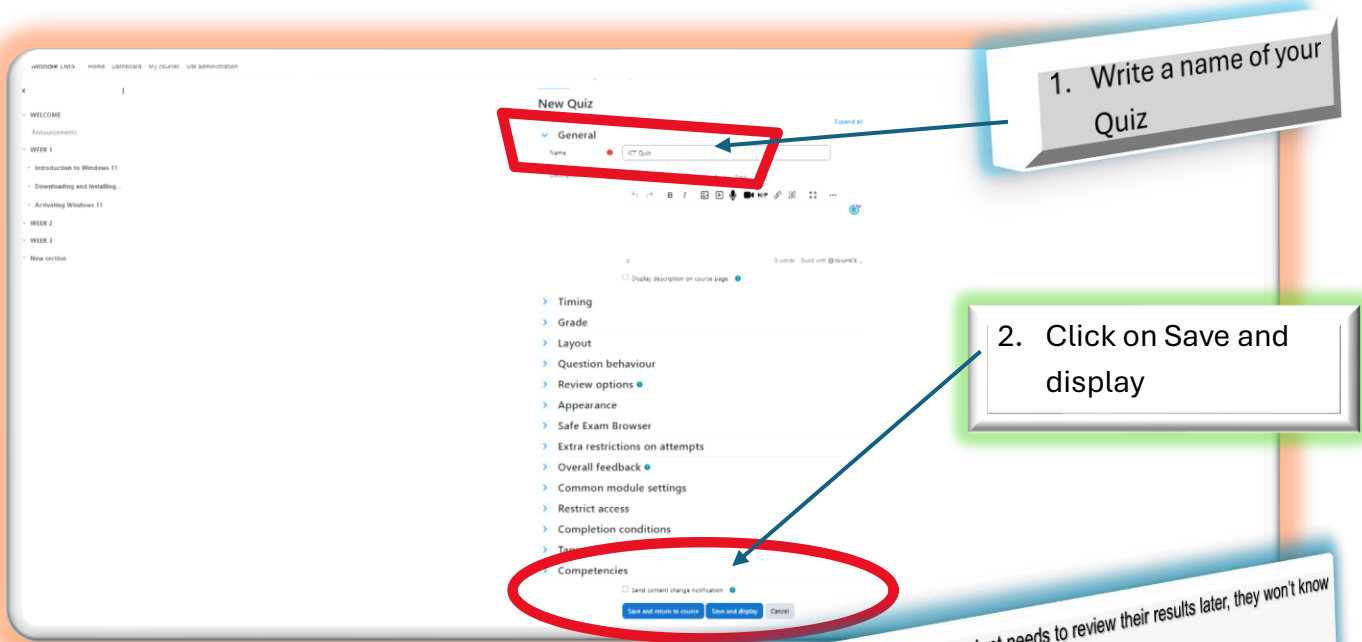 Moodle LMS Home Dashboard My courses Site administration
WELCOME
Announcements
WEEK 1
Introduction to Windows 11
Downloading and Installing...
Activating Windows 11
WEEK 2
WEEK 3
New section
New Quiz
Expand all
General
Name
ICT Quiz
B I H-P ...
0 words Build with tinyMCE
Display description on course page
Timing
Grade
Layout
Question behaviour
Review options
Appearance
Safe Exam Browser
Extra restrictions on attempts
Overall feedback
Common module settings
Restrict access
Completion conditions
Competencies
Send content change notification
Save and return to course Save and display Cancel
1. Write a name of your
Quiz
2. Click on Save and
display
needs to review their results later, they won't know